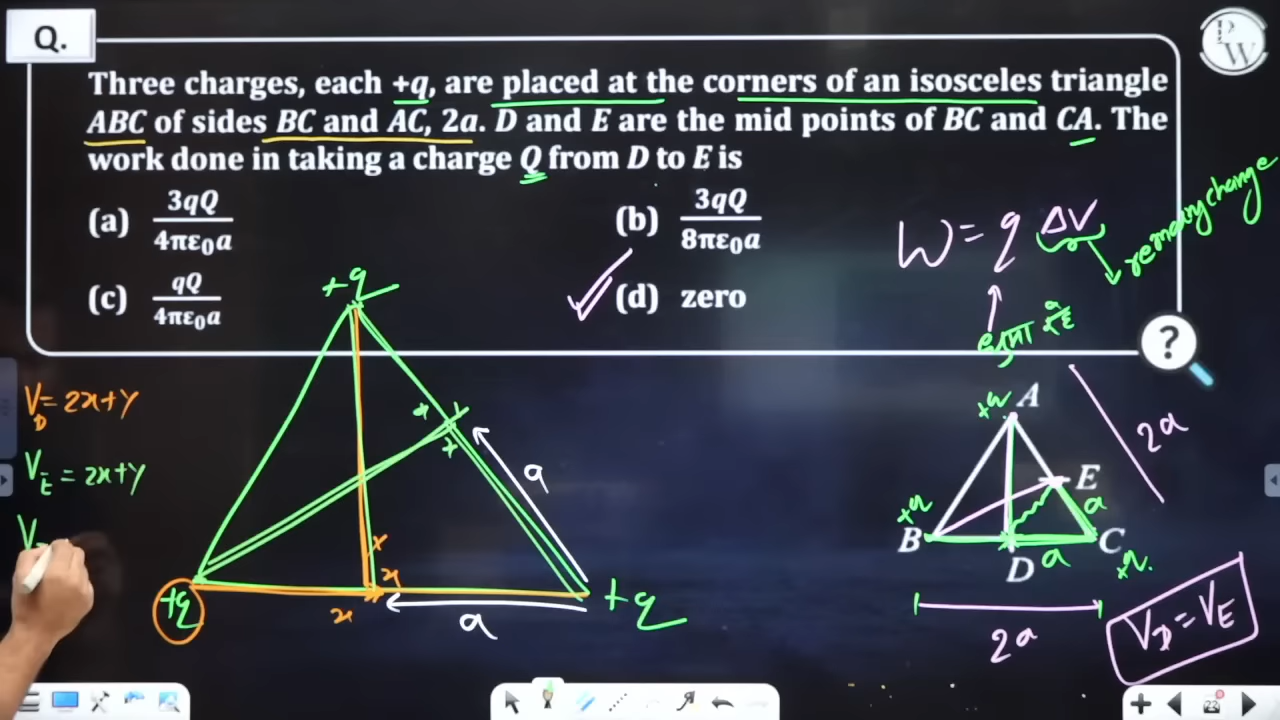 Q.
PW
Three charges, each +q, are placed at the corners of an isosceles triangle
ABC of sides BC and AC, 2a. D and E are the mid points of BC and CA. The
work done in taking a charge Q from D to E is
(a) 3qQ / 4πε₀a
(b) 3qQ / 8πε₀a
(c) qQ / 4πε₀a
(d) zero
W = q ΔV
?
+q
V_D = 2x+y
V_E = 2x+y
V
x
y
a
x
y
x
x
a
+q
+q
+q A
2a
E
+q
B
a
C
D
a
+q
2a
V_D = V_E
23